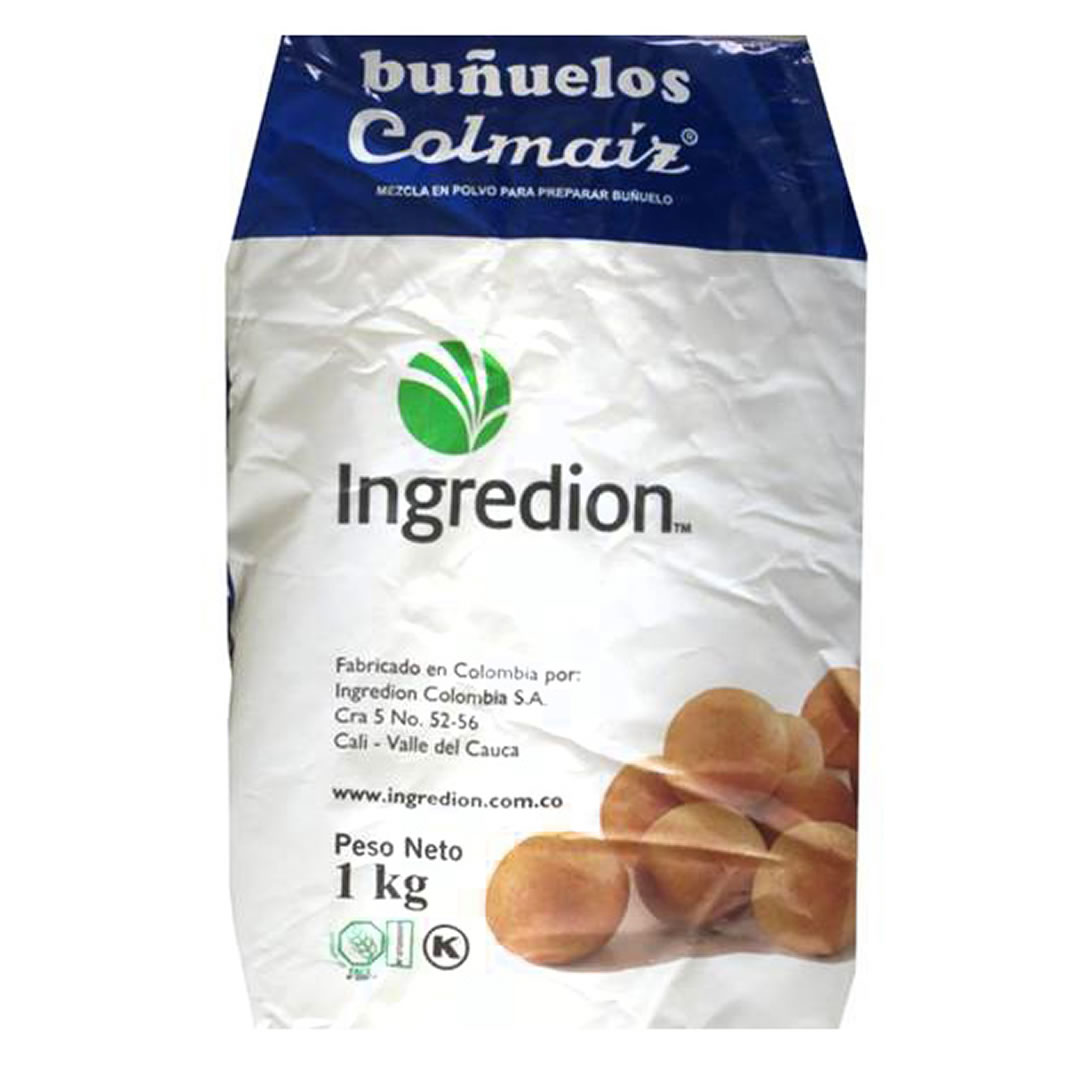 buñuelos
Colmaíz®
MEZCLA EN POLVO PARA PREPARAR BUÑUELO
Ingredion™
Fabricado en Colombia por:
Ingredion Colombia S.A.
Cra 5 No. 52-56
Cali - Valle del Cauca
www.ingredion.com.co
Peso Neto
1 kg
K